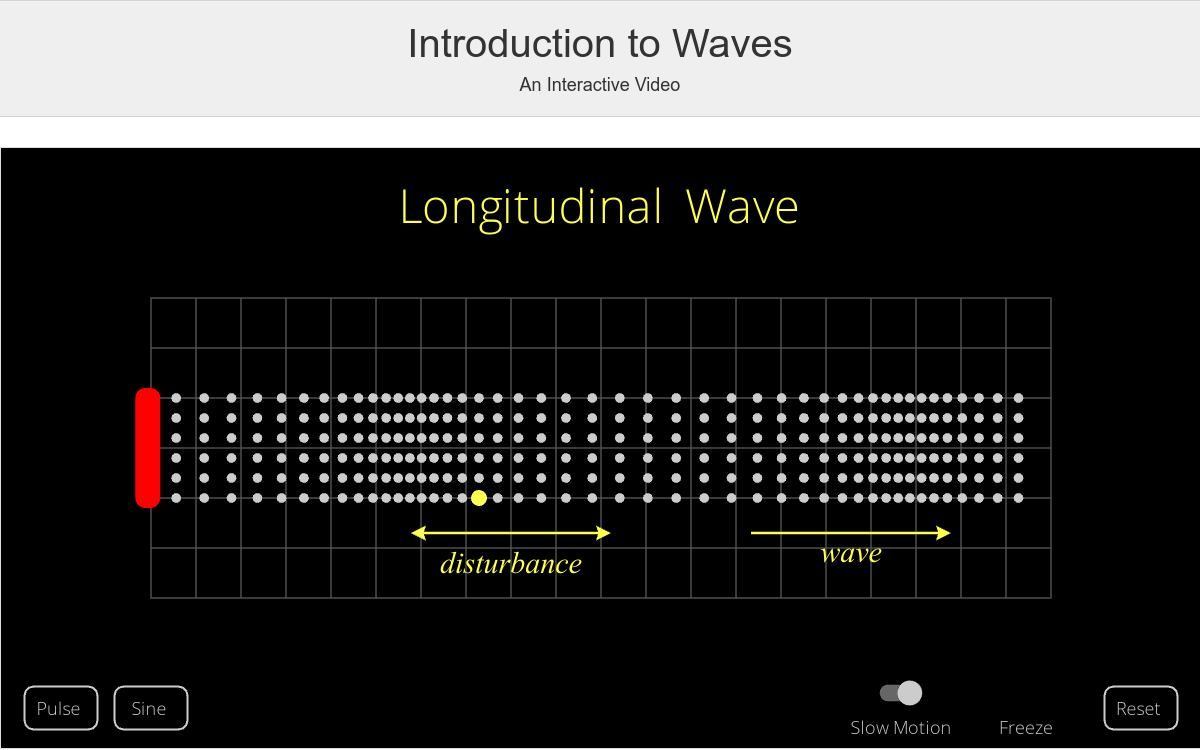 Introduction to Waves
An Interactive Video
Longitudinal Wave
disturbance
wave
Pulse
Sine
Slow Motion
Freeze
Reset